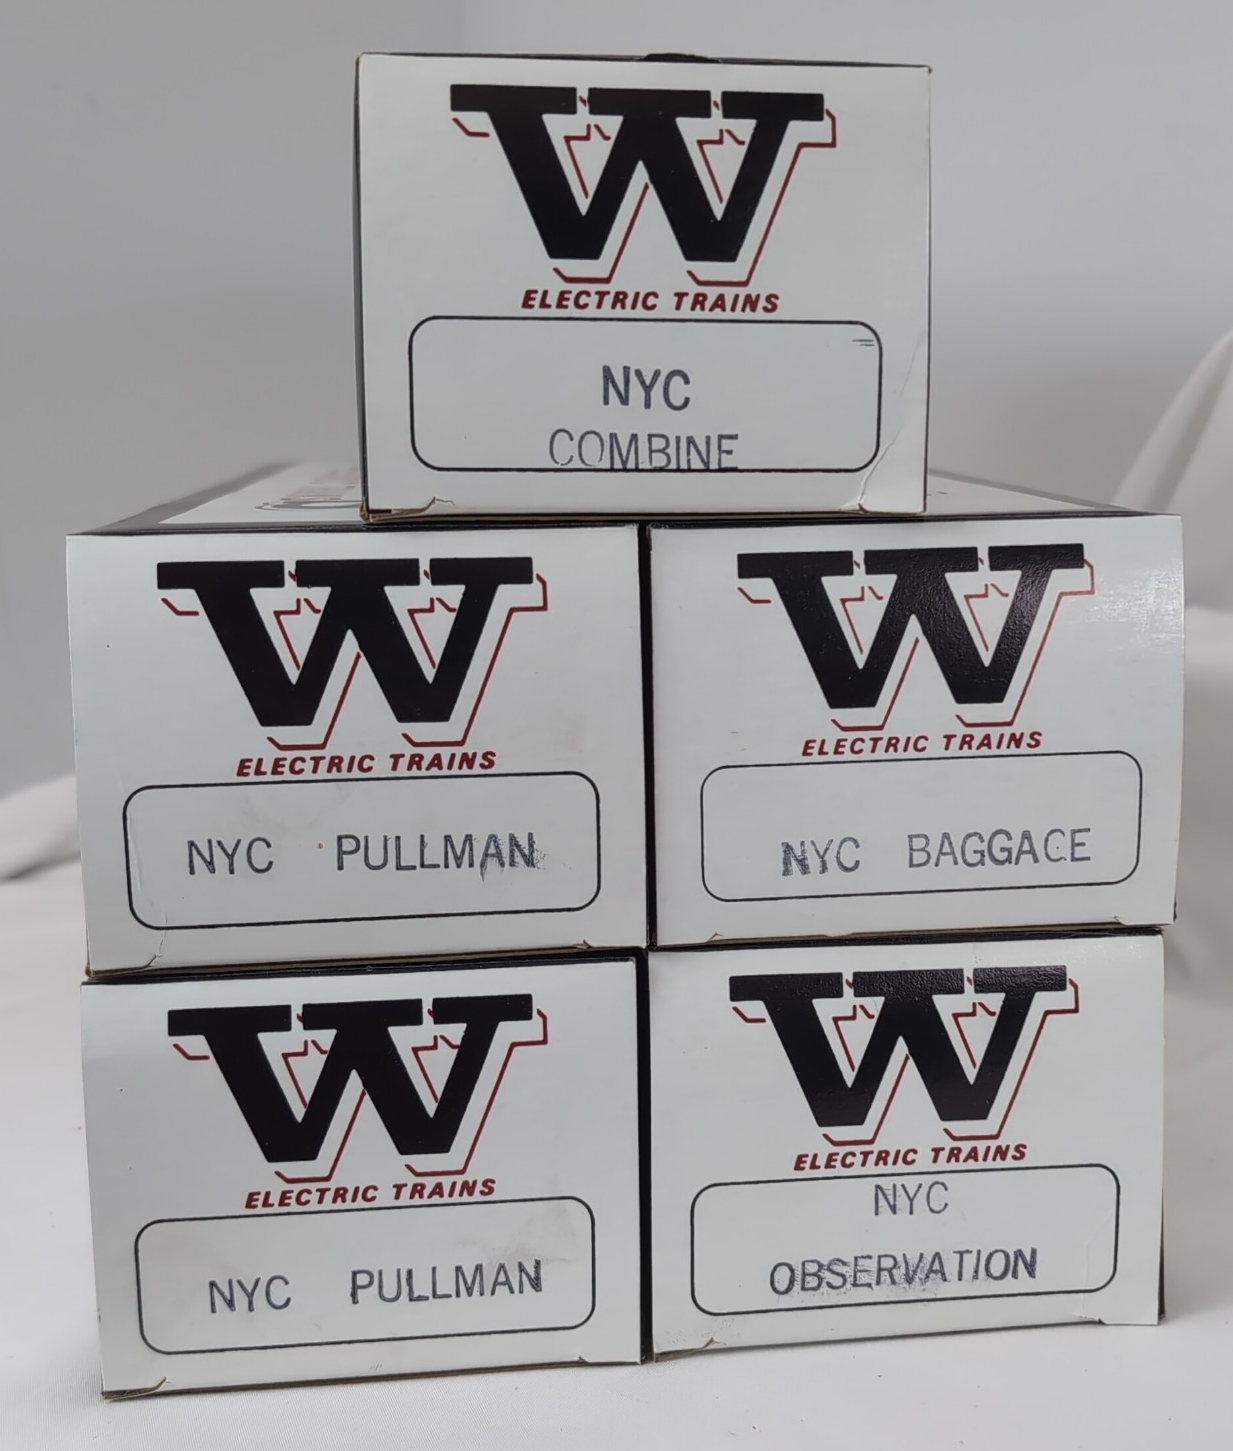 W
ELECTRIC TRAINS
NYC
COMBINE
W
ELECTRIC TRAINS
NYC PULLMAN
W
ELECTRIC TRAINS
NYC BAGGAGE
W
ELECTRIC TRAINS
NYC PULLMAN
W
ELECTRIC TRAINS
NYC
OBSERVATION